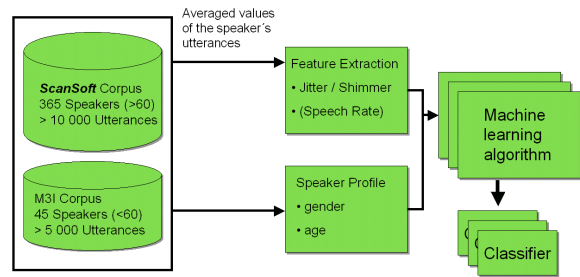 Averaged values
of the speaker´s
utterances
ScanSoft Corpus
365 Speakers (>60)
> 10 000 Utterances
M3I Corpus
45 Speakers (<60)
> 5 000 Utterances
Feature Extraction
• Jitter / Shimmer
• (Speech Rate)
Speaker Profile
• gender
• age
Machine
learning
algorithm
Classifier